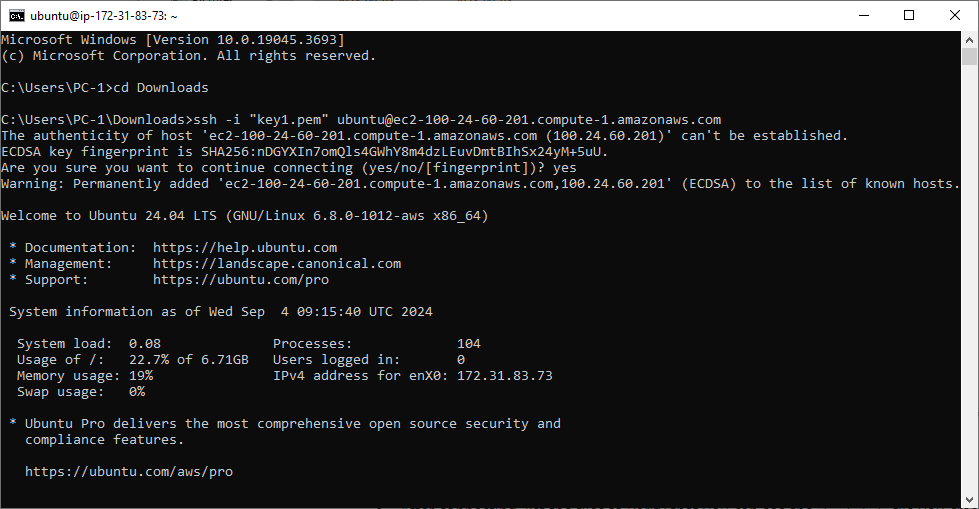 ubuntu@ip-172-31-83-73: ~
Microsoft Windows [Version 10.0.19045.3693]
(c) Microsoft Corporation. All rights reserved.
C:\Users\PC-1>cd Downloads
C:\Users\PC-1\Downloads>ssh -i "key1.pem" ubuntu@ec2-100-24-60-201.compute-1.amazonaws.com
The authenticity of host 'ec2-100-24-60-201.compute-1.amazonaws.com (100.24.60.201)' can't be established.
ECDSA key fingerprint is SHA256:nDGYXIn7omQls4GWhY8m4dzLEuvDmtBIhSx24yM+5uU.
Are you sure you want to continue connecting (yes/no/[fingerprint])? yes
Warning: Permanently added 'ec2-100-24-60-201.compute-1.amazonaws.com,100.24.60.201' (ECDSA) to the list of known hosts.
Welcome to Ubuntu 24.04 LTS (GNU/Linux 6.8.0-1012-aws x86_64)
* Documentation:  https://help.ubuntu.com
* Management:     https://landscape.canonical.com
* Support:        https://ubuntu.com/pro
System information as of Wed Sep  4 09:15:40 UTC 2024
System load:  0.08              Processes:             104
Usage of /:   22.7% of 6.71GB   Users logged in:       0
Memory usage: 19%               IPv4 address for enX0: 172.31.83.73
Swap usage:   0%
* Ubuntu Pro delivers the most comprehensive open source security and
compliance features.
https://ubuntu.com/aws/pro